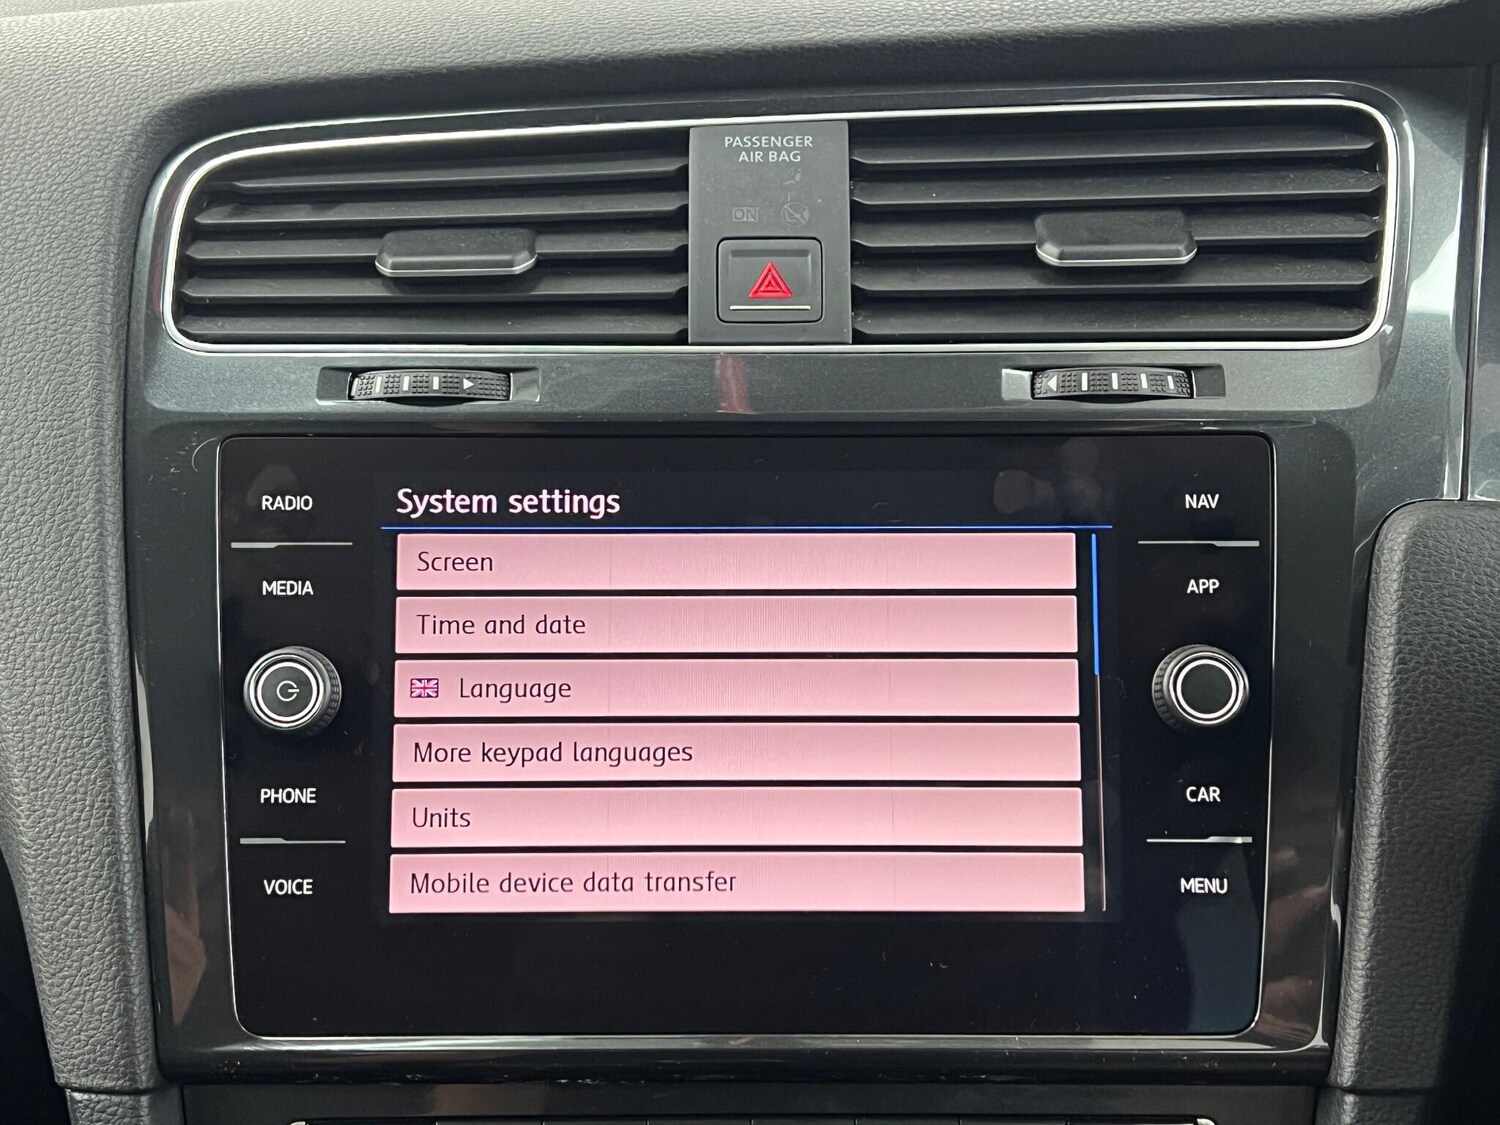 PASSENGER
AIR BAG
ON
RADIO
MEDIA
PHONE
VOICE
System settings
Screen
Time and date
Language
More keypad languages
Units
Mobile device data transfer
NAV
APP
CAR
MENU